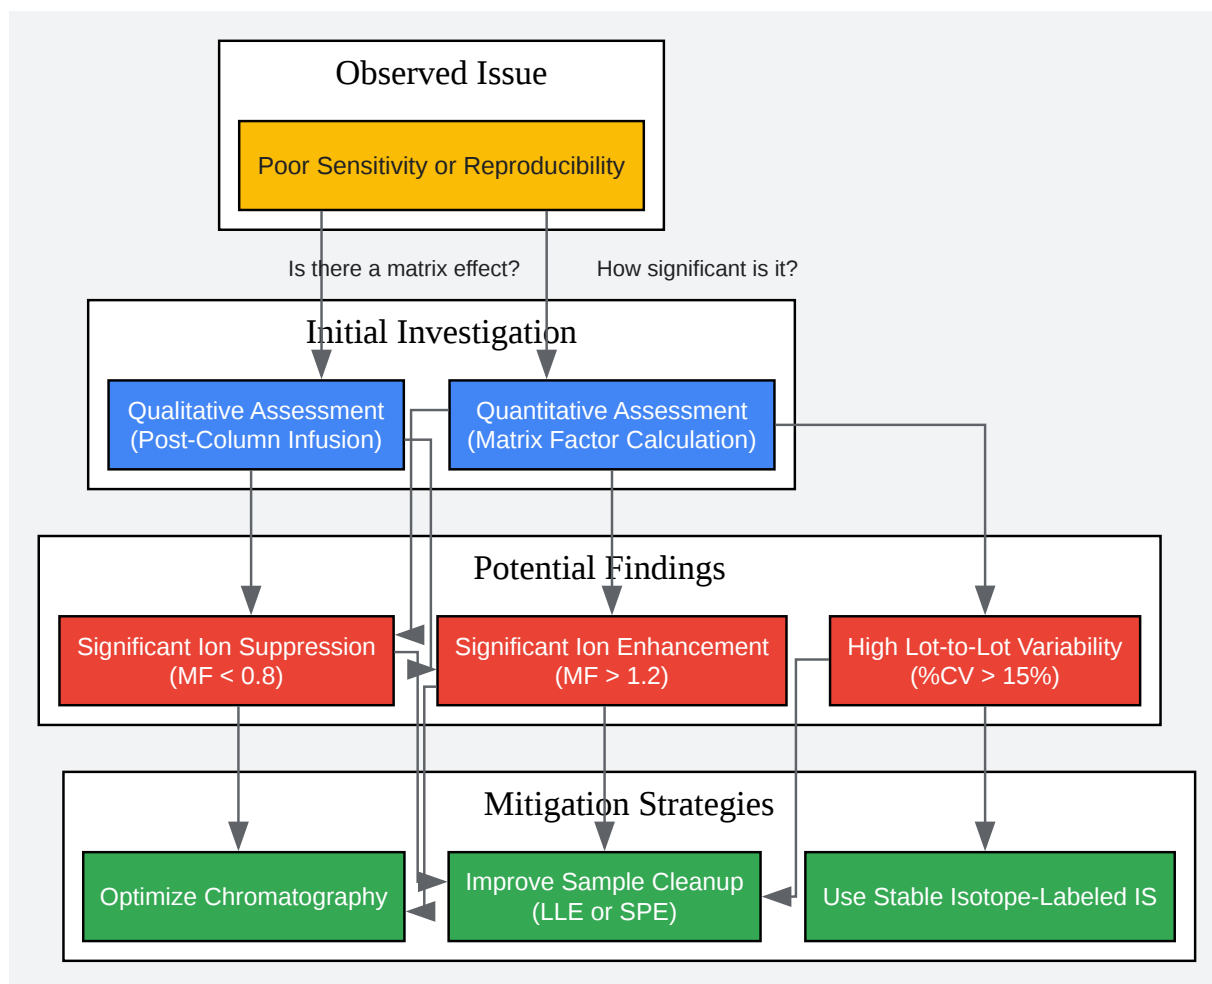 Observed Issue
Poor Sensitivity or Reproducibility
Is there a matrix effect?
How significant is it?
Initial Investigation
Qualitative Assessment
(Post-Column Infusion)
Quantitative Assessment
(Matrix Factor Calculation)
Potential Findings
Significant Ion Suppression
(MF < 0.8)
Significant Ion Enhancement
(MF > 1.2)
High Lot-to-Lot Variability
(%CV > 15%)
Mitigation Strategies
Optimize Chromatography
Improve Sample Cleanup
(LLE or SPE)
Use Stable Isotope-Labeled IS